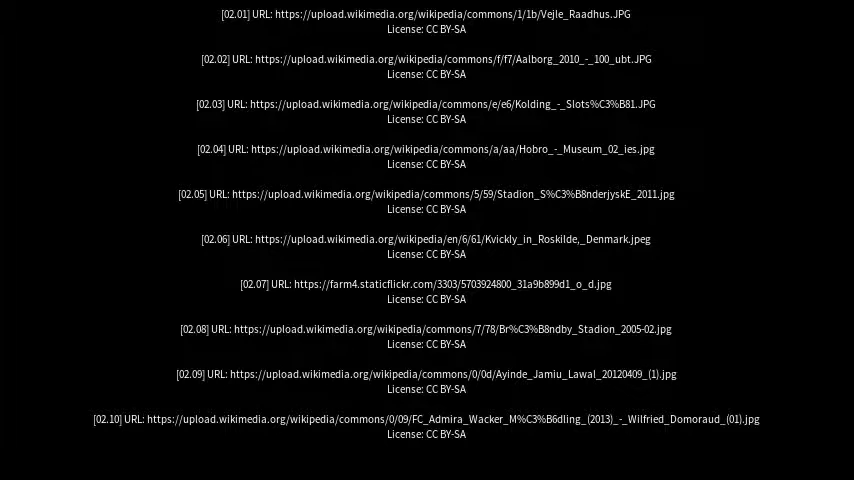 [02.01] URL: https://upload.wikimedia.org/wikipedia/commons/1/1b/Vejle_Raadhus.JPG
License: CC BY-SA
[02.02] URL: https://upload.wikimedia.org/wikipedia/commons/f/f7/Aalborg_2010_-_100_ubt.JPG
License: CC BY-SA
[02.03] URL: https://upload.wikimedia.org/wikipedia/commons/e/e6/Kolding_-_Slots%C3%B81.JPG
License: CC BY-SA
[02.04] URL: https://upload.wikimedia.org/wikipedia/commons/a/aa/Hobro_-_Museum_02_ies.jpg
License: CC BY-SA
[02.05] URL: https://upload.wikimedia.org/wikipedia/commons/5/59/Stadion_S%C3%B8nderjyskE_2011.jpg
License: CC BY-SA
[02.06] URL: https://upload.wikimedia.org/wikipedia/en/6/61/Kvickly_in_Roskilde,_Denmark.jpeg
License: CC BY-SA
[02.07] URL: https://farm4.staticflickr.com/3303/5703924800_31a9b899d1_o_d.jpg
License: CC BY-SA
[02.08] URL: https://upload.wikimedia.org/wikipedia/commons/7/78/Br%C3%B8ndby_Stadion_2005-02.jpg
License: CC BY-SA
[02.09] URL: https://upload.wikimedia.org/wikipedia/commons/0/0d/Ayinde_Jamiu_Lawal_20120409_(1).jpg
License: CC BY-SA
[02.10] URL: https://upload.wikimedia.org/wikipedia/commons/0/09/FC_Admira_Wacker_M%C3%B6dling_(2013)_-_Wilfried_Domoraud_(01).jpg
License: CC BY-SA